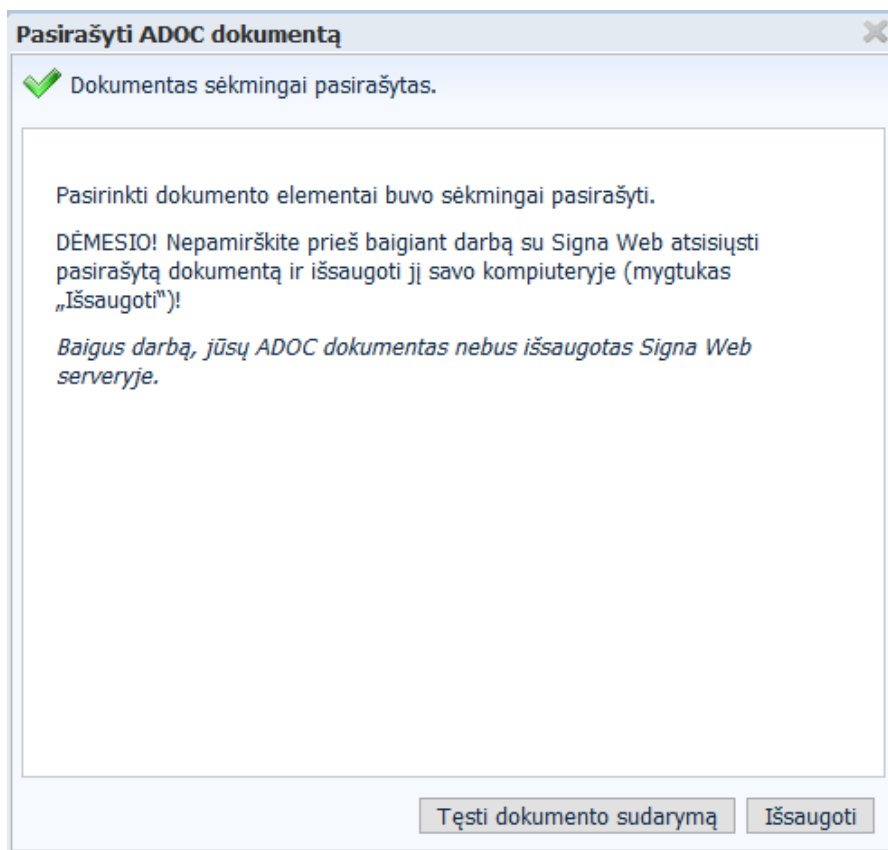 Pasirašyti ADOC dokumentą
Dokumentas sėkmingai pasirašytas.
Pasirinkti dokumento elementai buvo sėkmingai pasirašyti.
DĖMESIO! Nepamirškite prieš baigiant darbą su Signa Web atsisiųsti
pasirašytą dokumentą ir išsaugoti jį savo kompiuteryje (mygtukas
„Išsaugoti“)!
Baigus darbą, jūsų ADOC dokumentas nebus išsaugotas Signa Web
serveryje.
Tęsti dokumento sudarymą
Išsaugoti